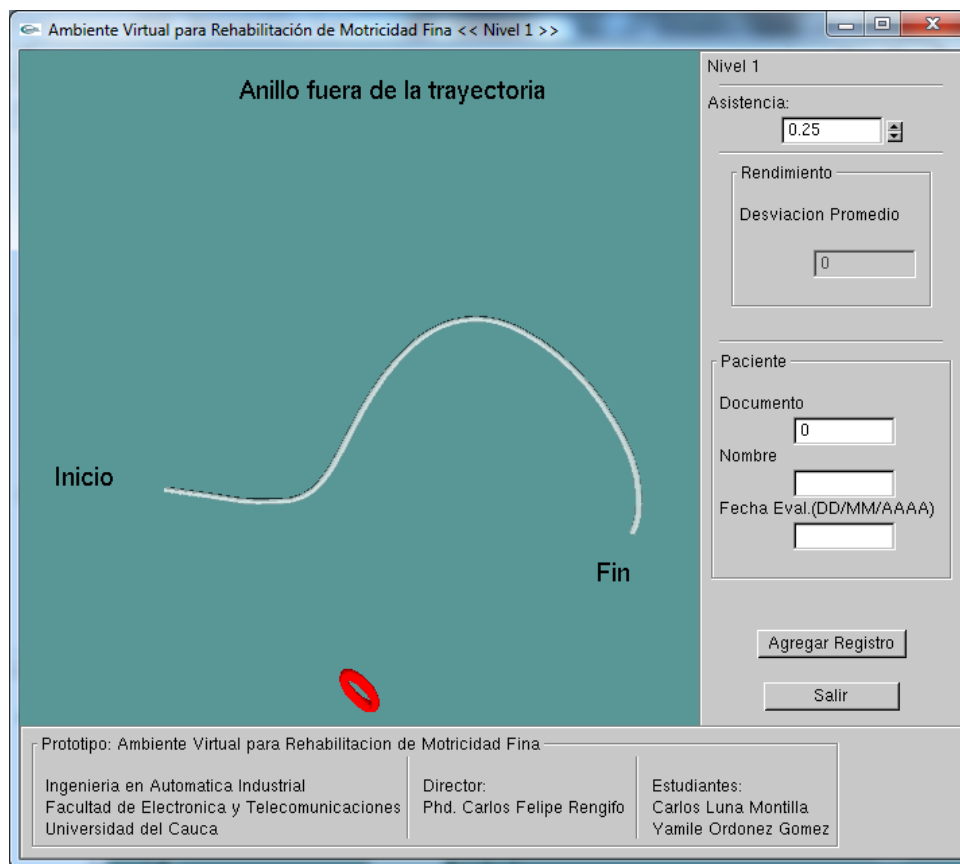 Ambiente Virtual para Rehabilitación de Motricidad Fina << Nivel 1 >>
Anillo fuera de la trayectoria
Inicio
Fin
Nivel 1
Asistencia:
0.25
Rendimiento
Desviacion Promedio
0
Paciente
Documento
0
Nombre
Fecha Eval.(DD/MM/AAAA)
Agregar Registro
Salir
Prototipo: Ambiente Virtual para Rehabilitacion de Motricidad Fina
Ingenieria en Automatica Industrial
Facultad de Electronica y Telecomunicaciones
Universidad del Cauca
Director:
Phd. Carlos Felipe Rengifo
Estudiantes:
Carlos Luna Montilla
Yamile Ordonez Gomez